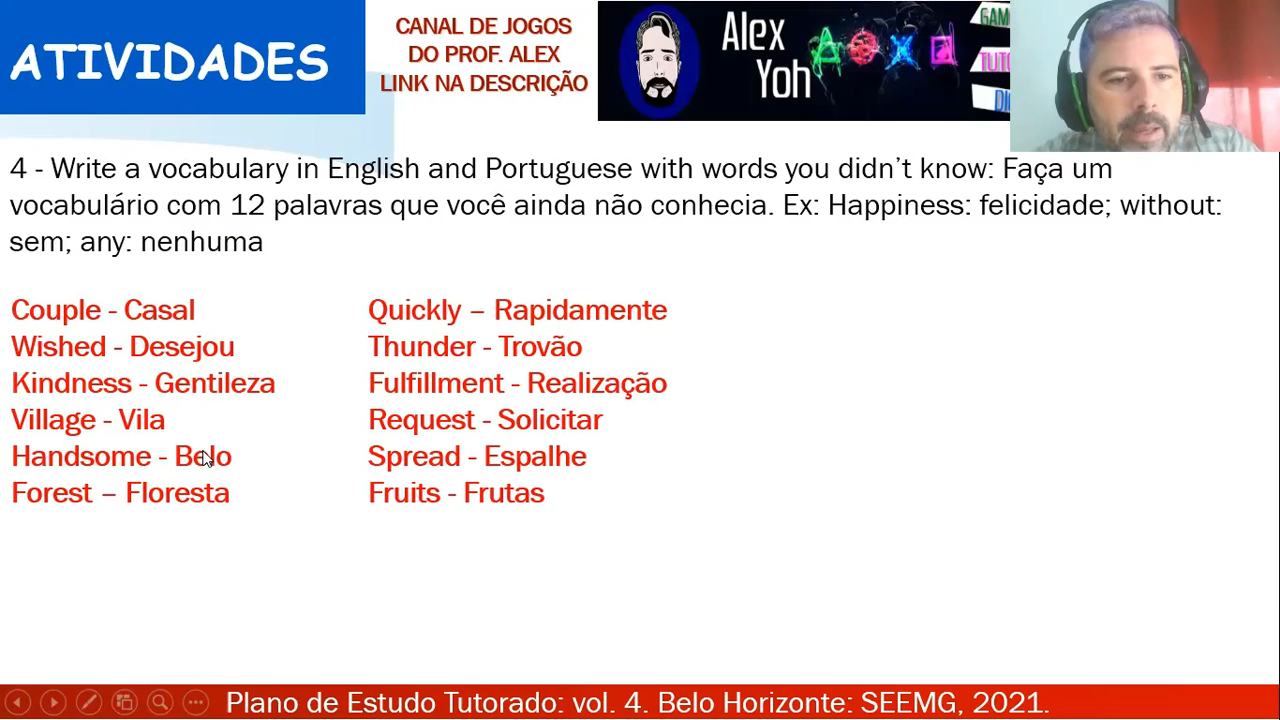 ATIVIDADES
CANAL DE JOGOS
DO PROF. ALEX
LINK NA DESCRIÇÃO
Alex
Yoh
4 - Write a vocabulary in English and Portuguese with words you didn’t know: Faça um
vocabulário com 12 palavras que você ainda não conhecia. Ex: Happiness: felicidade; without:
sem; any: nenhuma
Couple - Casal
Wished - Desejou
Kindness - Gentileza
Village - Vila
Handsome - Belo
Forest – Floresta
Quickly – Rapidamente
Thunder - Trovão
Fulfillment - Realização
Request - Solicitar
Spread - Espalhe
Fruits - Frutas
Plano de Estudo Tutorado: vol. 4. Belo Horizonte: SEEMG, 2021.